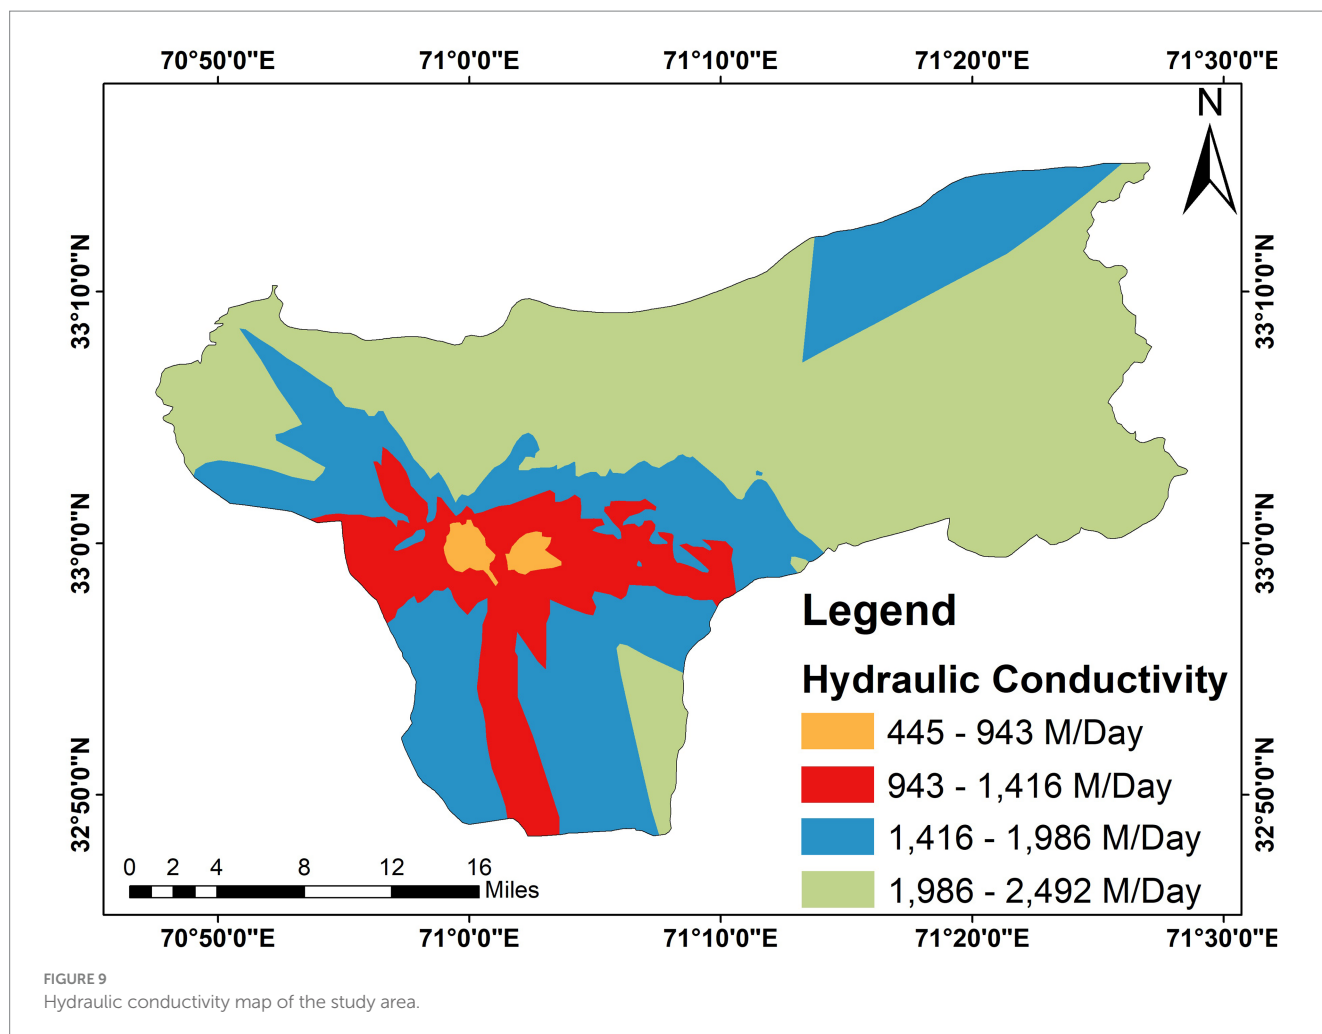 70°50'0"E 71°0'0"E 71°10'0"E 71°20'0"E 71°30'0"E
N
33°10'0"N 33°10'0"N
33°0'0"N 33°0'0"N
32°50'0"N 32°50'0"N
Legend
Hydraulic Conductivity
445 - 943 M/Day
943 - 1,416 M/Day
1,416 - 1,986 M/Day
1,986 - 2,492 M/Day
0 2 4 8 12 16
Miles
70°50'0"E 71°0'0"E 71°10'0"E 71°20'0"E 71°30'0"E
FIGURE 9
Hydraulic conductivity map of the study area.